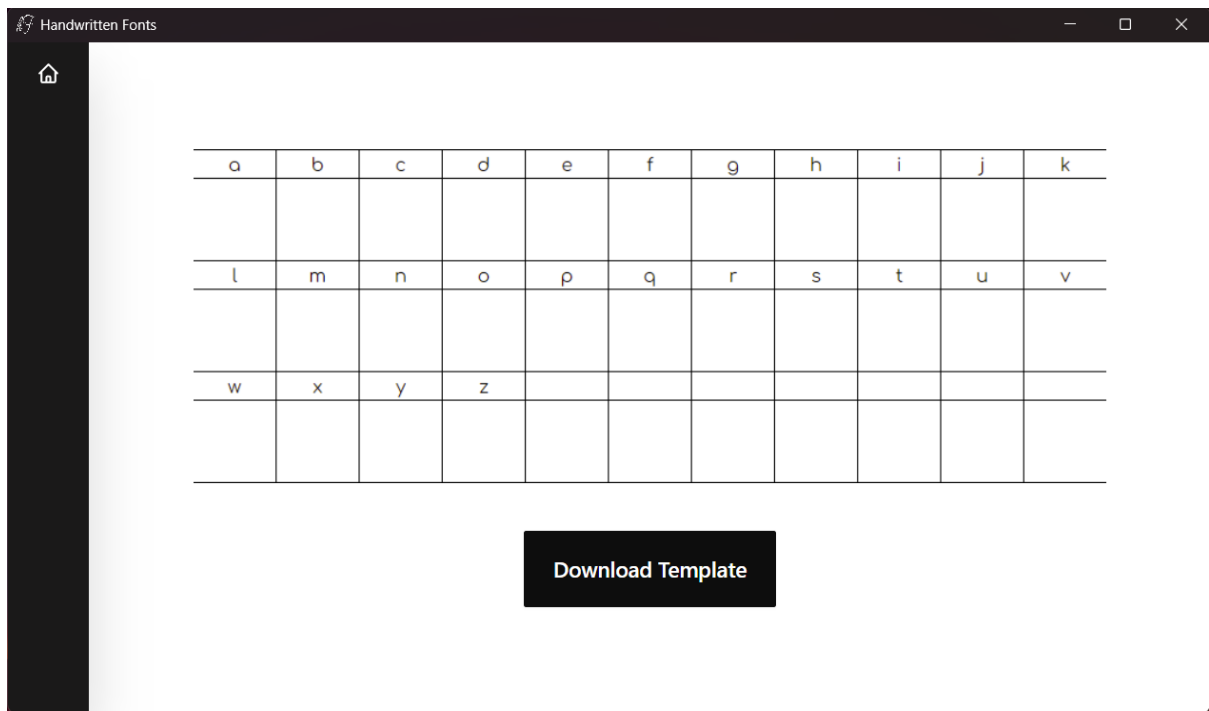 Handwritten Fonts
a b c d e f g h i j k
l m n o p q r s t u v
w x y z
Download Template